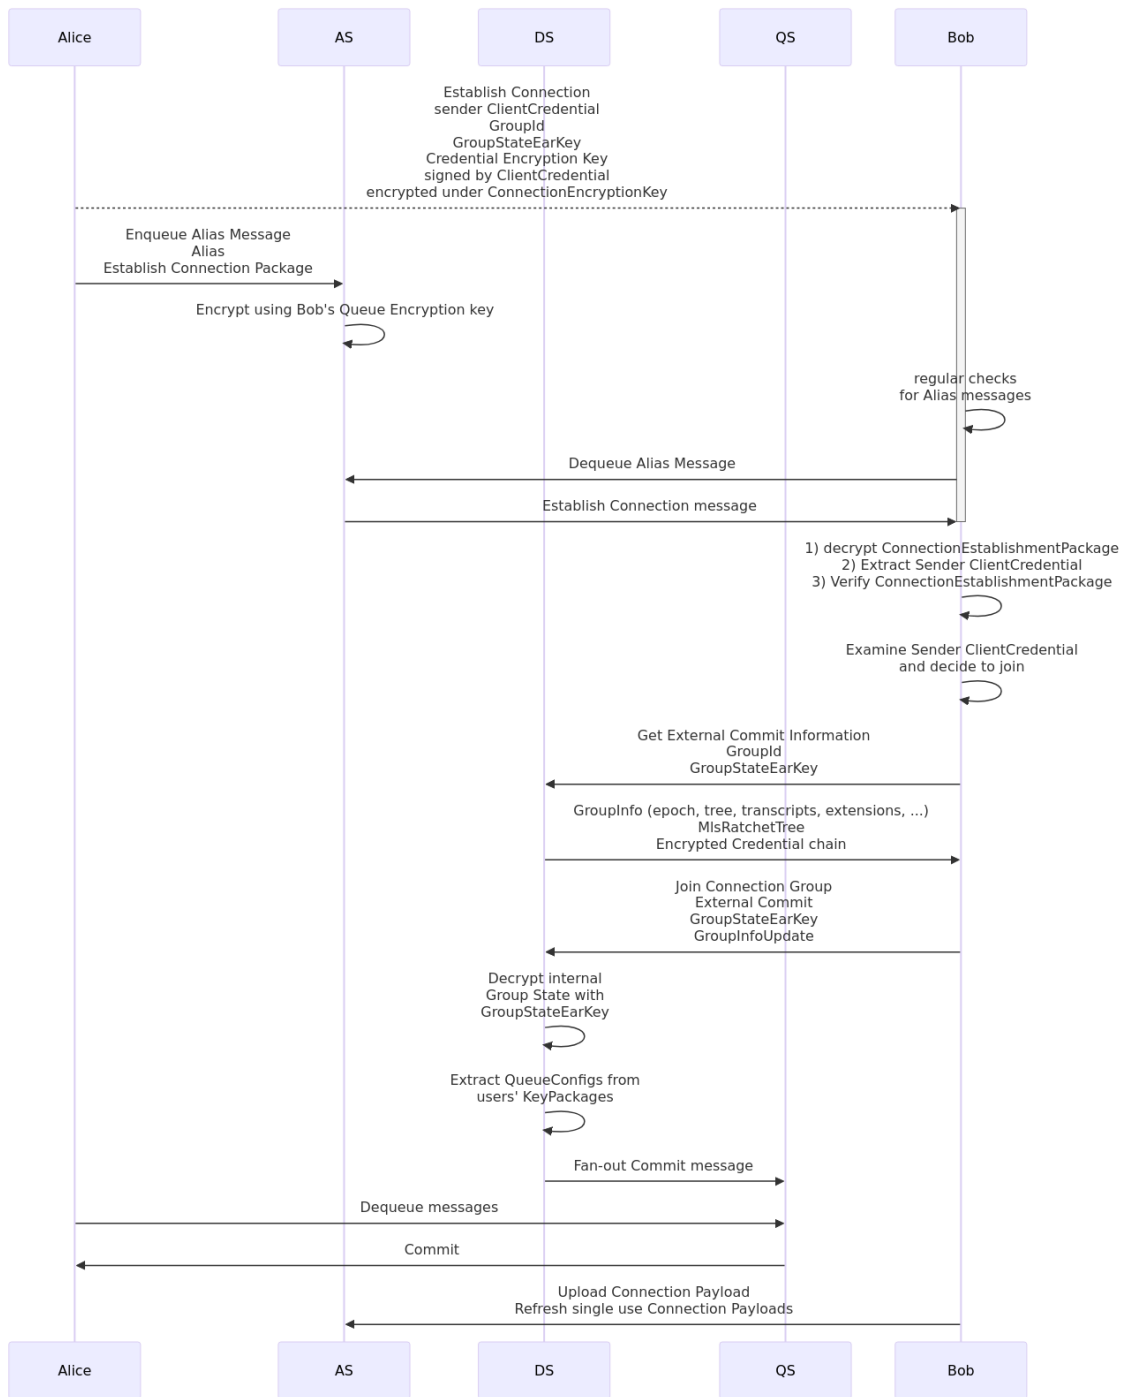 Alice
AS
DS
QS
Bob
Establish Connection
sender ClientCredential
GroupId
GroupStateEarKey
Credential Encryption Key
signed by ClientCredential
encrypted under ConnectionEncryptionKey
Enqueue Alias Message
Alias
Establish Connection Package
Encrypt using Bob's Queue Encryption key
regular checks
for Alias messages
Dequeue Alias Message
Establish Connection message
1) decrypt ConnectionEstablishmentPackage
2) Extract Sender ClientCredential
3) Verify ConnectionEstablishmentPackage
Examine Sender ClientCredential
and decide to join
Get External Commit Information
GroupId
GroupStateEarKey
GroupInfo (epoch, tree, transcripts, extensions, ...)
MlsRatchetTree
Encrypted Credential chain
Join Connection Group
External Commit
GroupStateEarKey
GroupInfoUpdate
Decrypt internal
Group State with
GroupStateEarKey
Extract QueueConfigs from
users' KeyPackages
Fan-out Commit message
Dequeue messages
Commit
Upload Connection Payload
Refresh single use Connection Payloads
Alice
AS
DS
QS
Bob